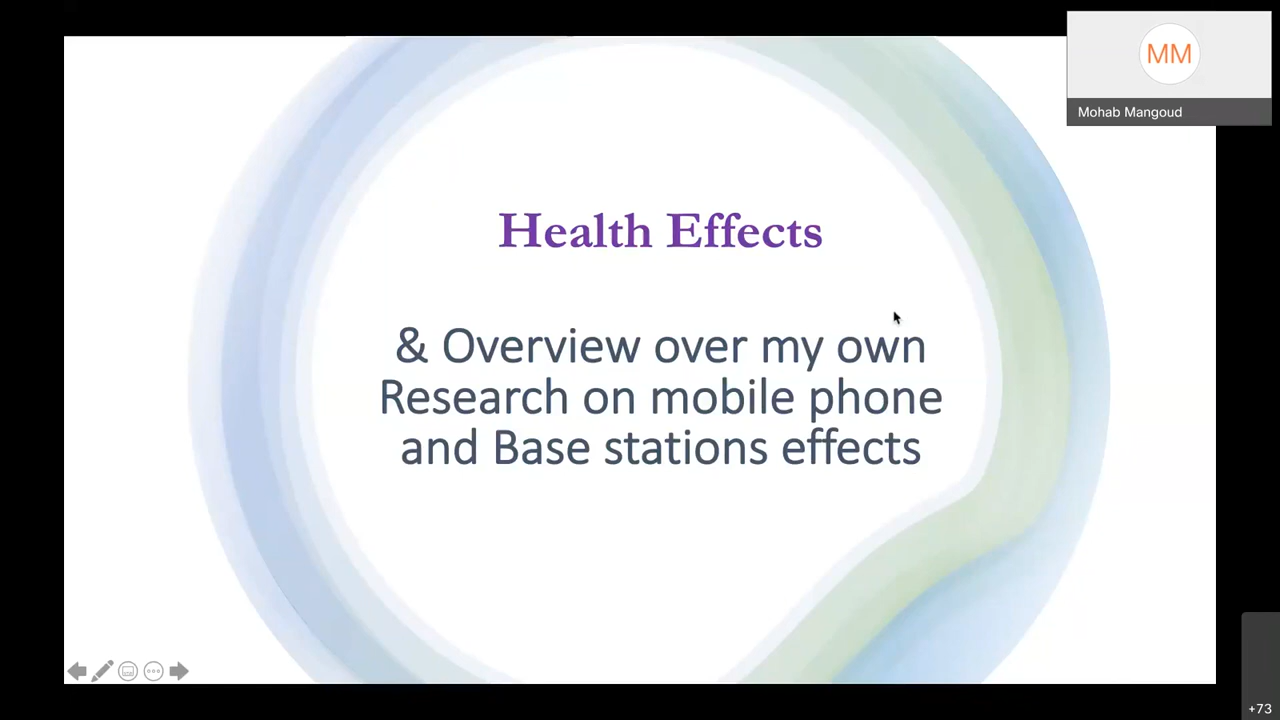 MM
Mohab Mangoud
Health Effects
& Overview over my own
Research on mobile phone
and Base stations effects
+73